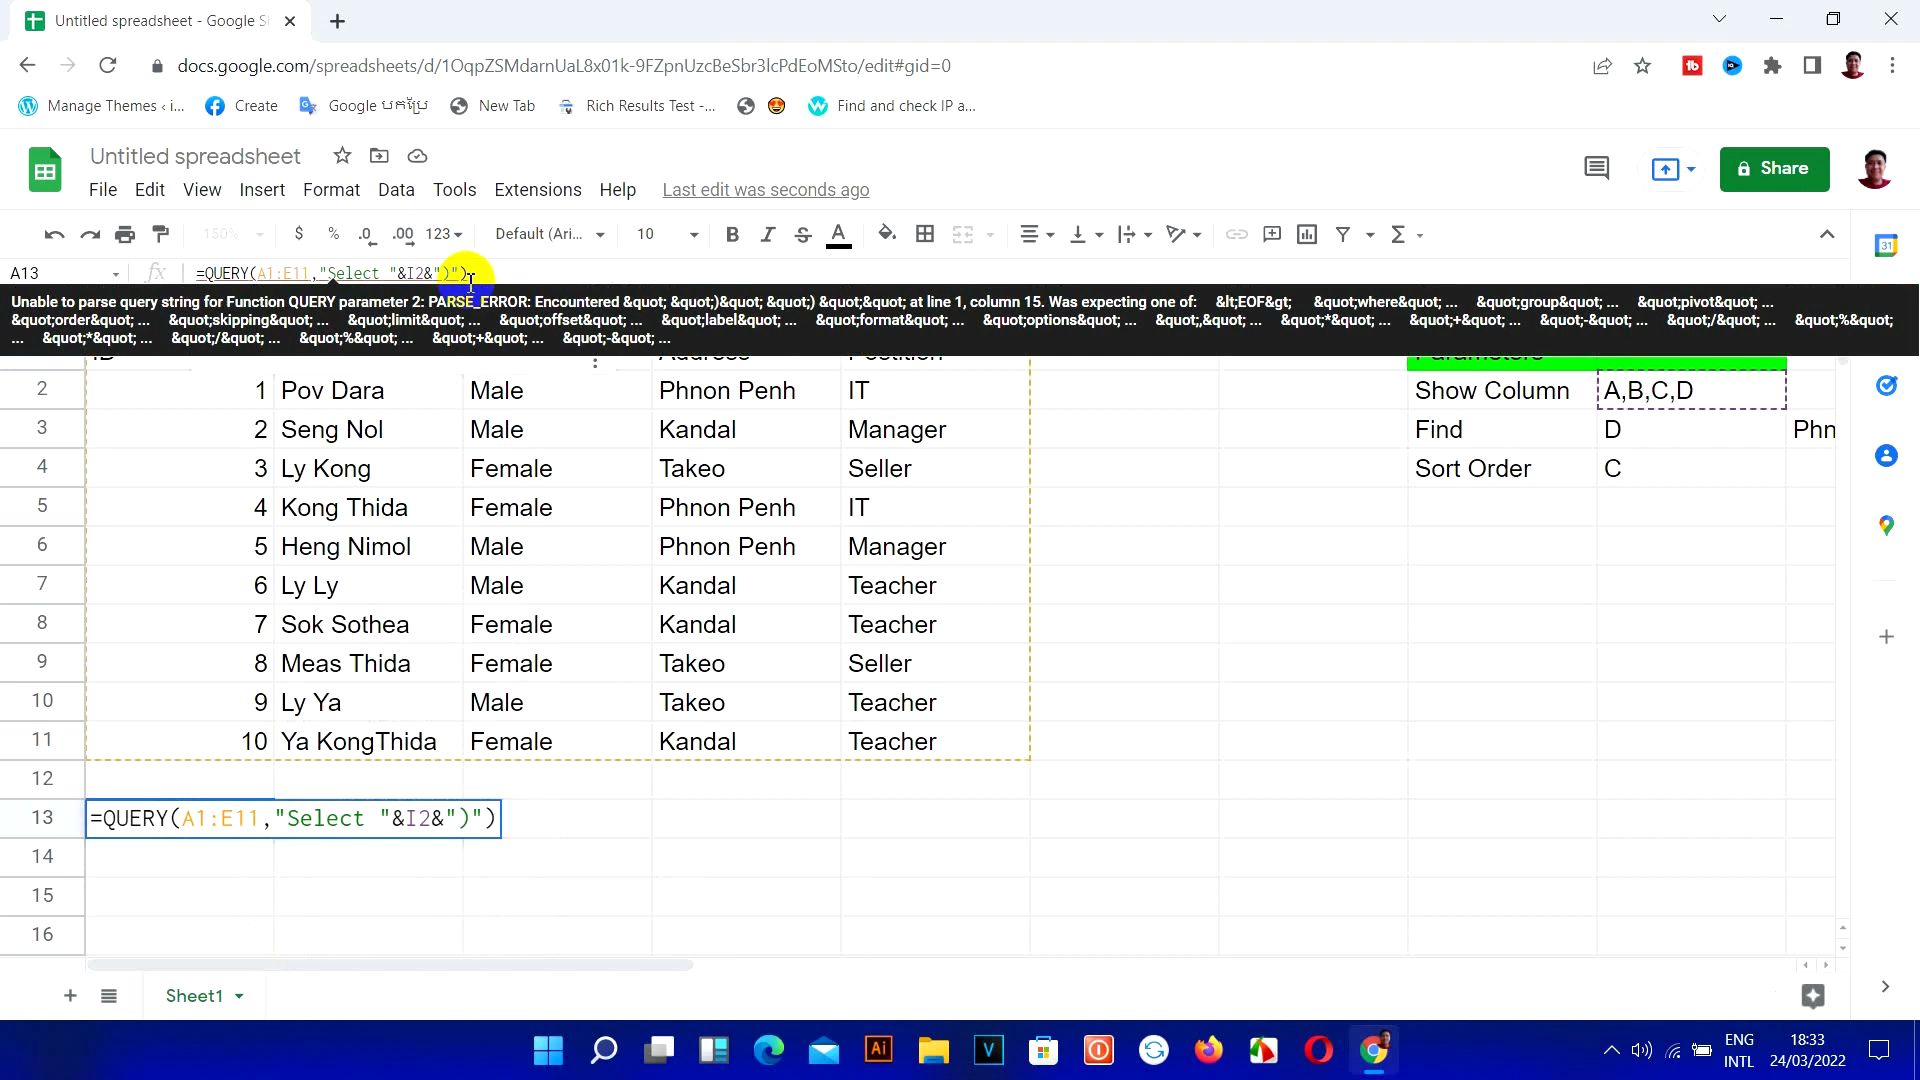 Untitled spreadsheet - Google S
docs.google.com/spreadsheets/d/1OqpZSMdarnUaL8x01k-9FZpnUzcBeSbr3lcPdEoMSto/edit#gid=0
Manage Themes ‹ i... Create Google បកប្រែ New Tab Rich Results Test -... Find and check IP a...
Untitled spreadsheet
File Edit View Insert Format Data Tools Extensions Help Last edit was seconds ago
Share
150% $ % .0 .00 123 Default (Ari... 10 B I S A
A13 fx =QUERY(A1:E11,"Select "&I2&")")
Unable to parse query string for Function QUERY parameter 2: PARSE_ERROR: Encountered &quot; &quot;)&quot; &quot;) &quot;&quot; at line 1, column 15. Was expecting one of: &lt;EOF&gt; &quot;where&quot; ... &quot;group&quot; ... &quot;pivot&quot; ...
&quot;order&quot; ... &quot;skipping&quot; ... &quot;limit&quot; ... &quot;offset&quot; ... &quot;label&quot; ... &quot;format&quot; ... &quot;options&quot; ... &quot;,&quot; ... &quot;*&quot; ... &quot;+&quot; ... &quot;-&quot; ... &quot;/&quot; ... &quot;%&quot;
... &quot;*&quot; ... &quot;/&quot; ... &quot;%&quot; ... &quot;+&quot; ... &quot;-&quot; ...
ID Address Postition Parameters
2 1 Pov Dara Male Phnon Penh IT Show Column A,B,C,D
3 2 Seng Nol Male Kandal Manager Find D Phn
4 3 Ly Kong Female Takeo Seller Sort Order C
5 4 Kong Thida Female Phnon Penh IT
6 5 Heng Nimol Male Phnon Penh Manager
7 6 Ly Ly Male Kandal Teacher
8 7 Sok Sothea Female Kandal Teacher
9 8 Meas Thida Female Takeo Seller
10 9 Ly Ya Male Takeo Teacher
11 10 Ya KongThida Female Kandal Teacher
12
13 =QUERY(A1:E11,"Select "&I2&")")
14
15
16
Sheet1
31
Ai V
ENG
INTL
18:33
24/03/2022